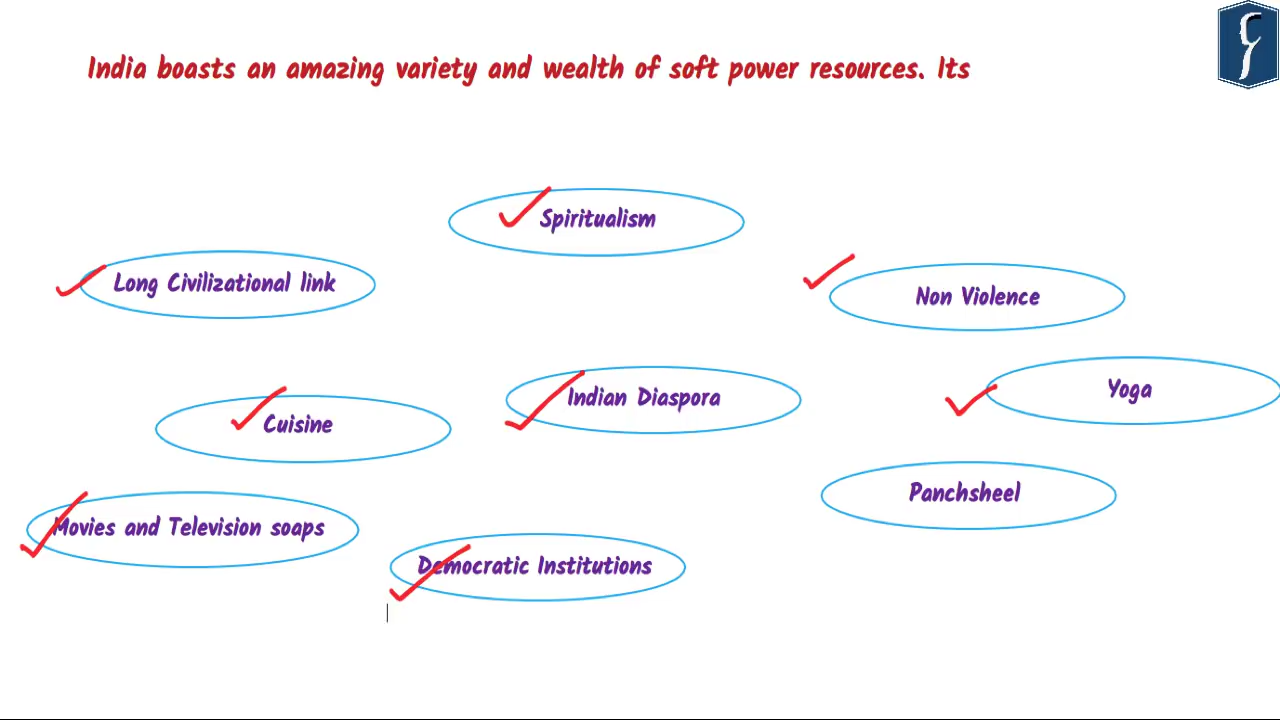 India boasts an amazing variety and wealth of soft power resources. Its
Spiritualism
Long Civilizational link
Non Violence
Indian Diaspora
Yoga
Cuisine
Panchsheel
Movies and Television soaps
Democratic Institutions